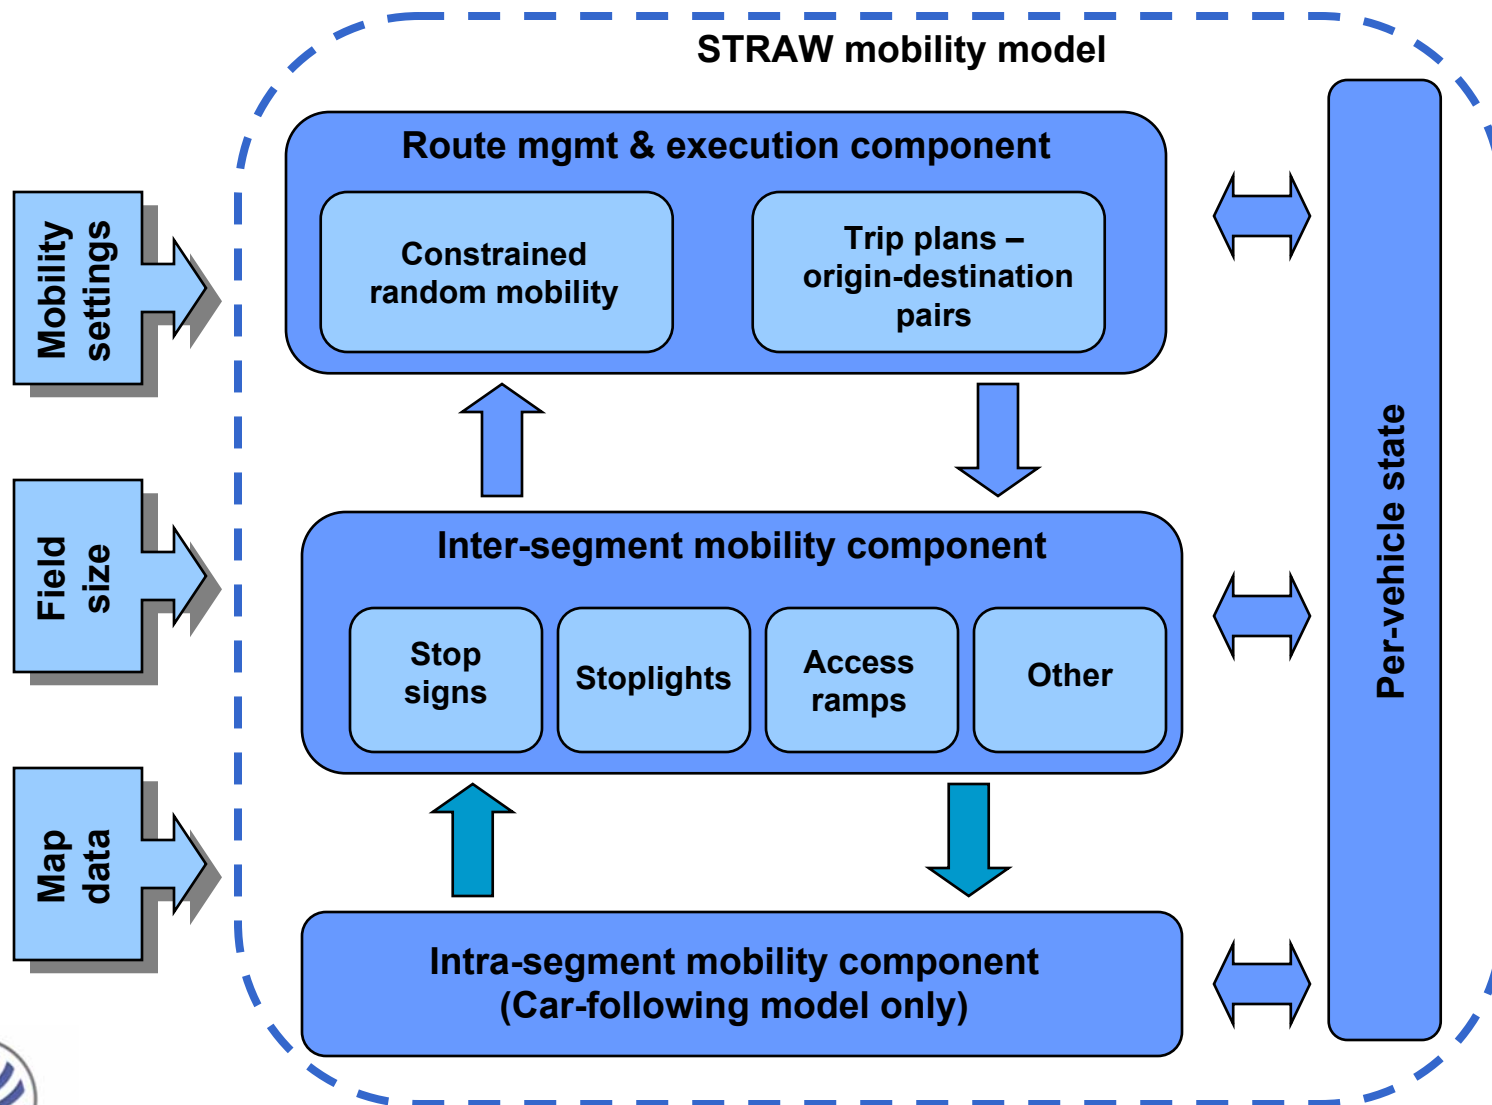 STRAW mobility model
Route mgmt & execution component
Constrained
random mobility
Trip plans –
origin-destination
pairs
Mobility
settings
Field
size
Map
data
Inter-segment mobility component
Stop
signs
Stoplights
Access
ramps
Other
Intra-segment mobility component
(Car-following model only)
Per-vehicle state